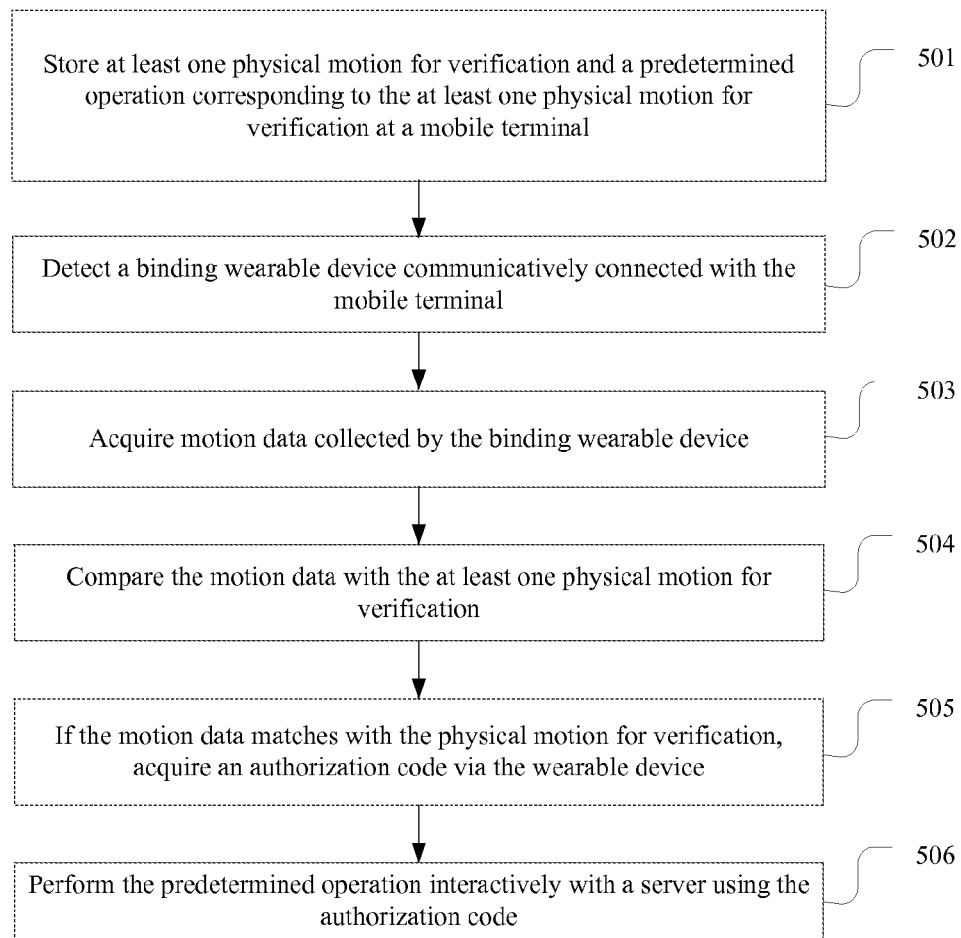 Store at least one physical motion for verification and a predetermined
operation corresponding to the at least one physical motion for
verification at a mobile terminal
501
Detect a binding wearable device communicatively connected with the
mobile terminal
502
Acquire motion data collected by the binding wearable device
503
Compare the motion data with the at least one physical motion for
verification
504
If the motion data matches with the physical motion for verification,
acquire an authorization code via the wearable device
505
Perform the predetermined operation interactively with a server using the
authorization code
506